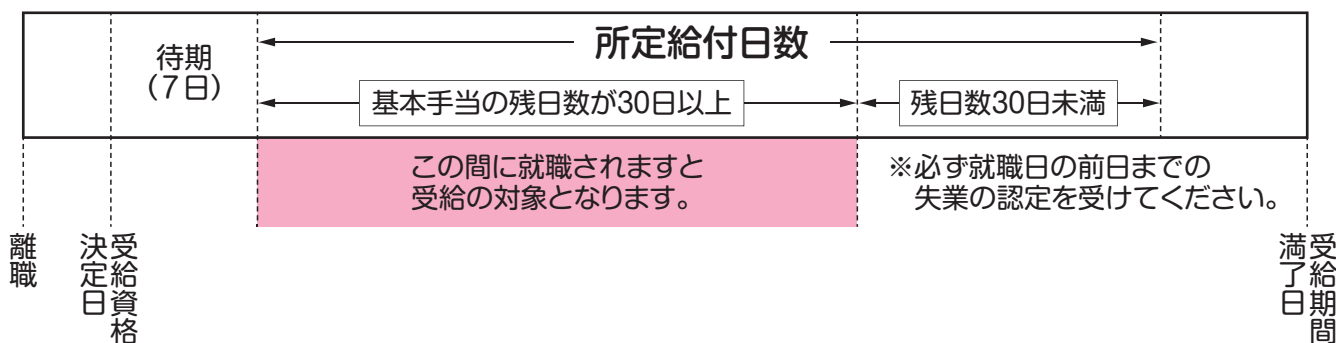 待期
(7日)
所定給付日数
基本手当の残日数が30日以上
残日数30日未満
この間に就職されますと
受給の対象となります。
※必ず就職日の前日までの
失業の認定を受けてください。
離職
受給資格
決定日
受給期間
満了日